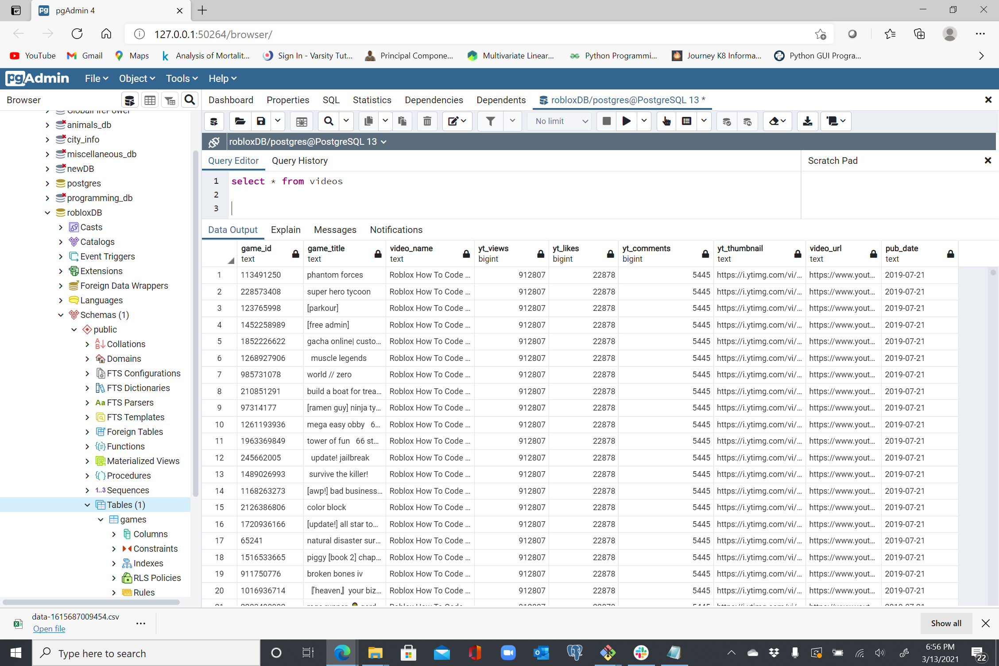 pgAdmin 4
127.0.0.1:50264/browser/
YouTube Gmail Maps Analysis of Mortalit... Sign In - Varsity Tut... Principal Compone... Multivariate Linear... Python Programmi... Journey K8 Informa... Python GUI Progra...
pgAdmin File Object Tools Help
Browser
Dashboard Properties SQL Statistics Dependencies Dependents robloxDB/postgres@PostgreSQL 13 *
GlobalFirePower
animals_db
city_info
miscellaneous_db
newDB
postgres
programming_db
robloxDB
Casts
Catalogs
Event Triggers
Extensions
Foreign Data Wrappers
Languages
Schemas (1)
public
Collations
Domains
FTS Configurations
FTS Dictionaries
Aa FTS Parsers
FTS Templates
Foreign Tables
Functions
Materialized Views
Procedures
1..3 Sequences
Tables (1)
games
Columns
Constraints
Indexes
RLS Policies
Rules
No limit
robloxDB/postgres@PostgreSQL 13
Query Editor Query History
Scratch Pad
1 select * from videos
2
3
Data Output Explain Messages Notifications
game_id game_title video_name yt_views yt_likes yt_comments yt_thumbnail video_url pub_date
text text text bigint bigint bigint text text text
1 113491250 phantom forces Roblox How To Code ... 912807 22878 5445 https://i.ytimg.com/vi/... https://www.yout... 2019-07-21
2 228573408 super hero tycoon Roblox How To Code ... 912807 22878 5445 https://i.ytimg.com/vi/... https://www.yout... 2019-07-21
3 123765998 [parkour] Roblox How To Code ... 912807 22878 5445 https://i.ytimg.com/vi/... https://www.yout... 2019-07-21
4 1452258989 [free admin] Roblox How To Code ... 912807 22878 5445 https://i.ytimg.com/vi/... https://www.yout... 2019-07-21
5 1852226622 gacha online| custo... Roblox How To Code ... 912807 22878 5445 https://i.ytimg.com/vi/... https://www.yout... 2019-07-21
6 1268927906 muscle legends Roblox How To Code ... 912807 22878 5445 https://i.ytimg.com/vi/... https://www.yout... 2019-07-21
7 985731078 world // zero Roblox How To Code ... 912807 22878 5445 https://i.ytimg.com/vi/... https://www.yout... 2019-07-21
8 210851291 build a boat for trea... Roblox How To Code ... 912807 22878 5445 https://i.ytimg.com/vi/... https://www.yout... 2019-07-21
9 97314177 [ramen guy] ninja ty... Roblox How To Code ... 912807 22878 5445 https://i.ytimg.com/vi/... https://www.yout... 2019-07-21
10 1261193936 mega easy obby 6... Roblox How To Code ... 912807 22878 5445 https://i.ytimg.com/vi/... https://www.yout... 2019-07-21
11 1963369849 tower of fun 66 st... Roblox How To Code ... 912807 22878 5445 https://i.ytimg.com/vi/... https://www.yout... 2019-07-21
12 245662005 update! jailbreak Roblox How To Code ... 912807 22878 5445 https://i.ytimg.com/vi/... https://www.yout... 2019-07-21
13 1489026993 survive the killer! Roblox How To Code ... 912807 22878 5445 https://i.ytimg.com/vi/... https://www.yout... 2019-07-21
14 1168263273 [awp!] bad business... Roblox How To Code ... 912807 22878 5445 https://i.ytimg.com/vi/... https://www.yout... 2019-07-21
15 2126386806 color block Roblox How To Code ... 912807 22878 5445 https://i.ytimg.com/vi/... https://www.yout... 2019-07-21
16 1720936166 [update!] all star to... Roblox How To Code ... 912807 22878 5445 https://i.ytimg.com/vi/... https://www.yout... 2019-07-21
17 65241 natural disaster sur... Roblox How To Code ... 912807 22878 5445 https://i.ytimg.com/vi/... https://www.yout... 2019-07-21
18 1516533665 piggy [book 2] chap... Roblox How To Code ... 912807 22878 5445 https://i.ytimg.com/vi/... https://www.yout... 2019-07-21
19 911750776 broken bones iv Roblox How To Code ... 912807 22878 5445 https://i.ytimg.com/vi/... https://www.yout... 2019-07-21
20 1016936714 『heaven』your biz... Roblox How To Code ... 912807 22878 5445 https://i.ytimg.com/vi/... https://www.yout... 2019-07-21
data-1615687009454.csv
Open file
Show all
Type here to search
6:56 PM
3/13/2021
22